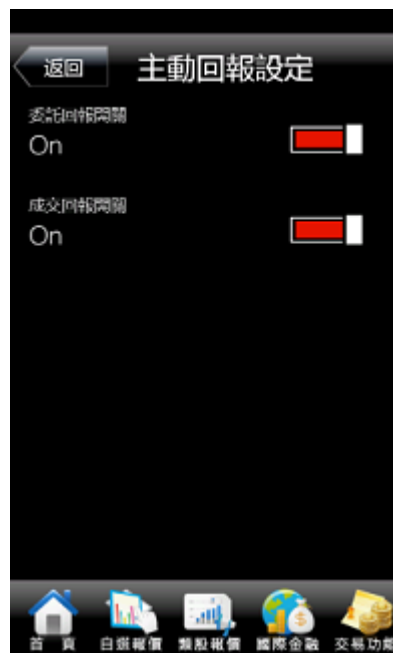 返回
主動回報設定
委託回報開關
On
成交回報開關
On
首 頁
自選報價
類股報價
國際金融
交易功能